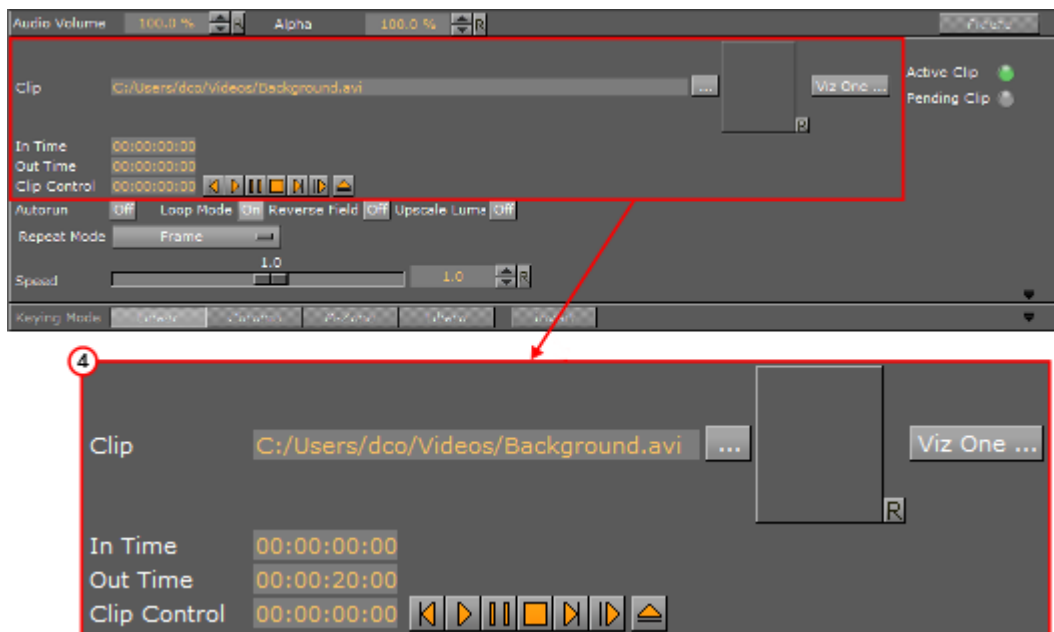 Audio Volume 100.0 % R Alpha 100.0 % R
Clip C:/Users/dco/Videos/Background.avi ... R Viz One ... Active Clip
Pending Clip
In Time 00:00:00:00
Out Time 00:00:00:00
Clip Control 00:00:00:00
Autorun Off Loop Mode On Reverse Field Off Upscale Luma Off
Repeat Mode Frame
1.0
Speed 1.0 R
Keying Mode
4
Clip C:/Users/dco/Videos/Background.avi ... Viz One ...
R
In Time 00:00:00:00
Out Time 00:00:20:00
Clip Control 00:00:00:00